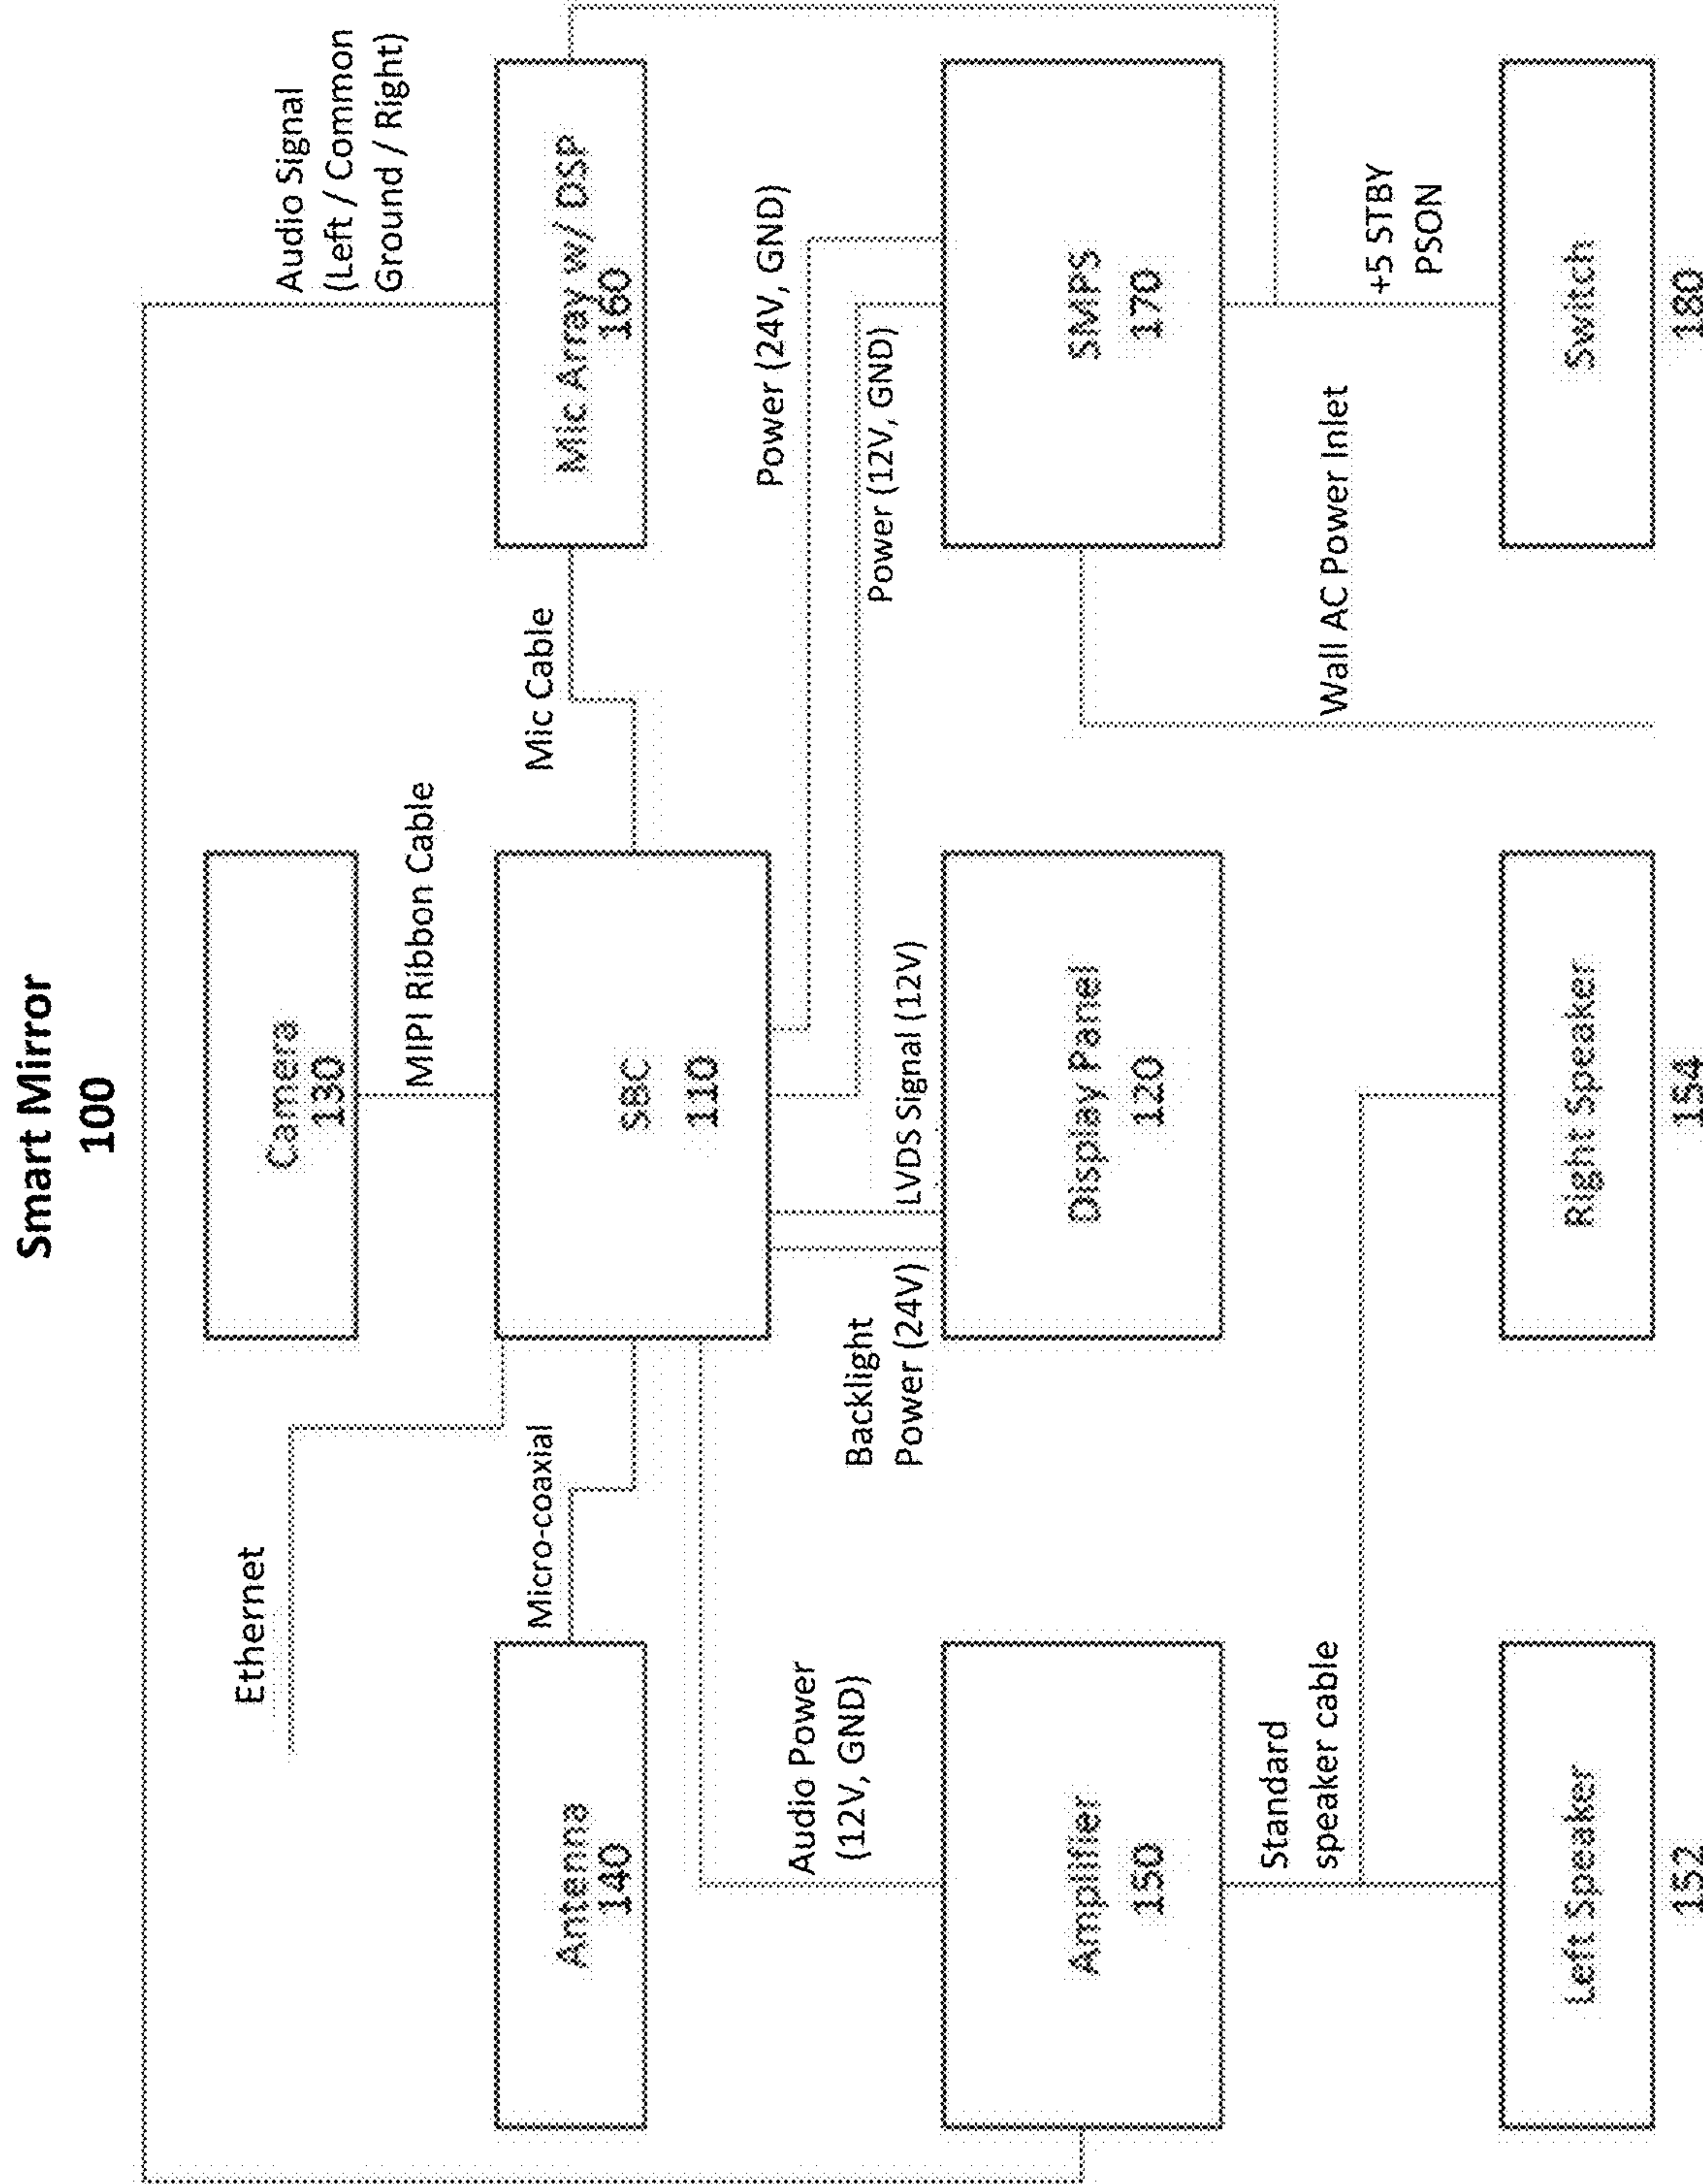 Smart Mirror
100
Ethernet
Camera
130
MIPI Ribbon Cable
Audio Signal
(Left / Common
Ground / Right)
Antenna
140
Micro-coaxial
SBC
110
Mic Cable
Mic Array w/ DSP
160
Audio Power
(12V, GND)
Backlight
Power (24V)
LVDS Signal (12V)
Power (24V, GND)
Power (12V, GND)
Amplifier
150
Display Panel
120
SMPS
170
Standard
speaker cable
Wall AC Power Inlet
+5 STBY
PSON
Left Speaker
152
Right Speaker
154
Switch
180